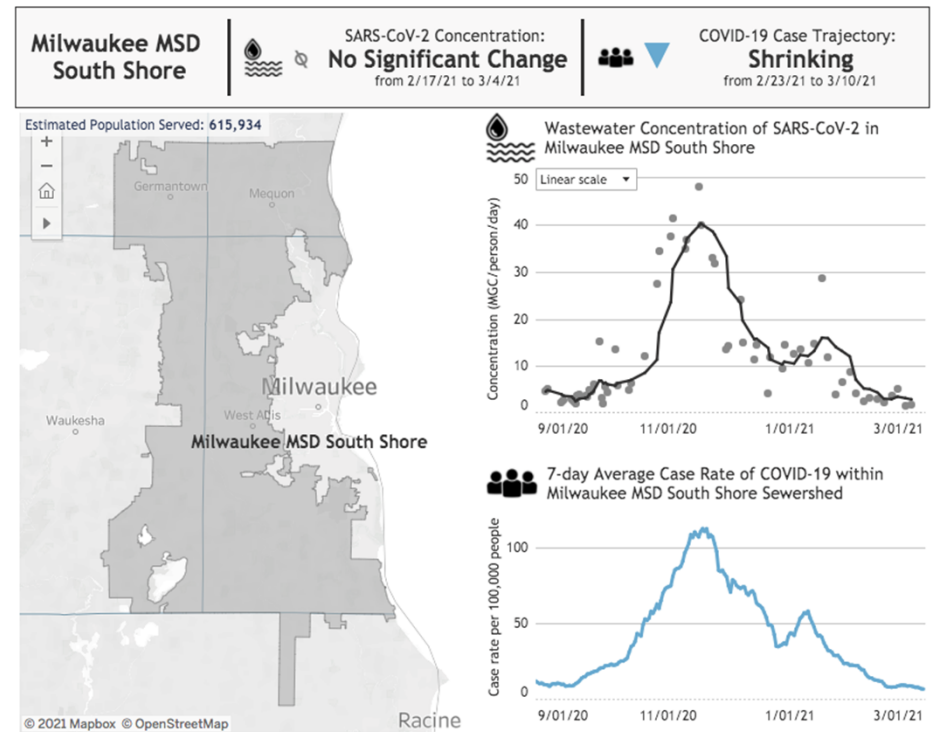 Milwaukee MSD
South Shore
SARS-CoV-2 Concentration:
No Significant Change
from 2/17/21 to 3/4/21
COVID-19 Case Trajectory:
Shrinking
from 2/23/21 to 3/10/21
Estimated Population Served: 615,934
+
−
Germantown
Mequon
Milwaukee
West Allis
Waukesha
Milwaukee MSD South Shore
Racine
© 2021 Mapbox © OpenStreetMap
Wastewater Concentration of SARS-CoV-2 in
Milwaukee MSD South Shore
Linear scale
Concentration (MGC/person/day)
50
40
30
20
10
0
9/01/20 11/01/20 1/01/21 3/01/21
7-day Average Case Rate of COVID-19 within
Milwaukee MSD South Shore Sewershed
Case rate per 100,000 people
100
50
0
9/01/20 11/01/20 1/01/21 3/01/21